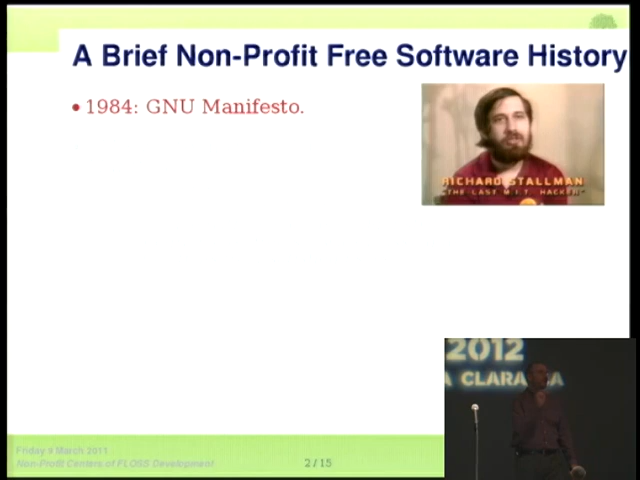 A Brief Non-Profit Free Software History
• 1984: GNU Manifesto.
RICHARD STALLMAN
"THE LAST M.I.T. HACKER"
2012
A CLARA CA
Friday 4 March 2011
Non-Profit Centers of FLOSS Development
2 / 15